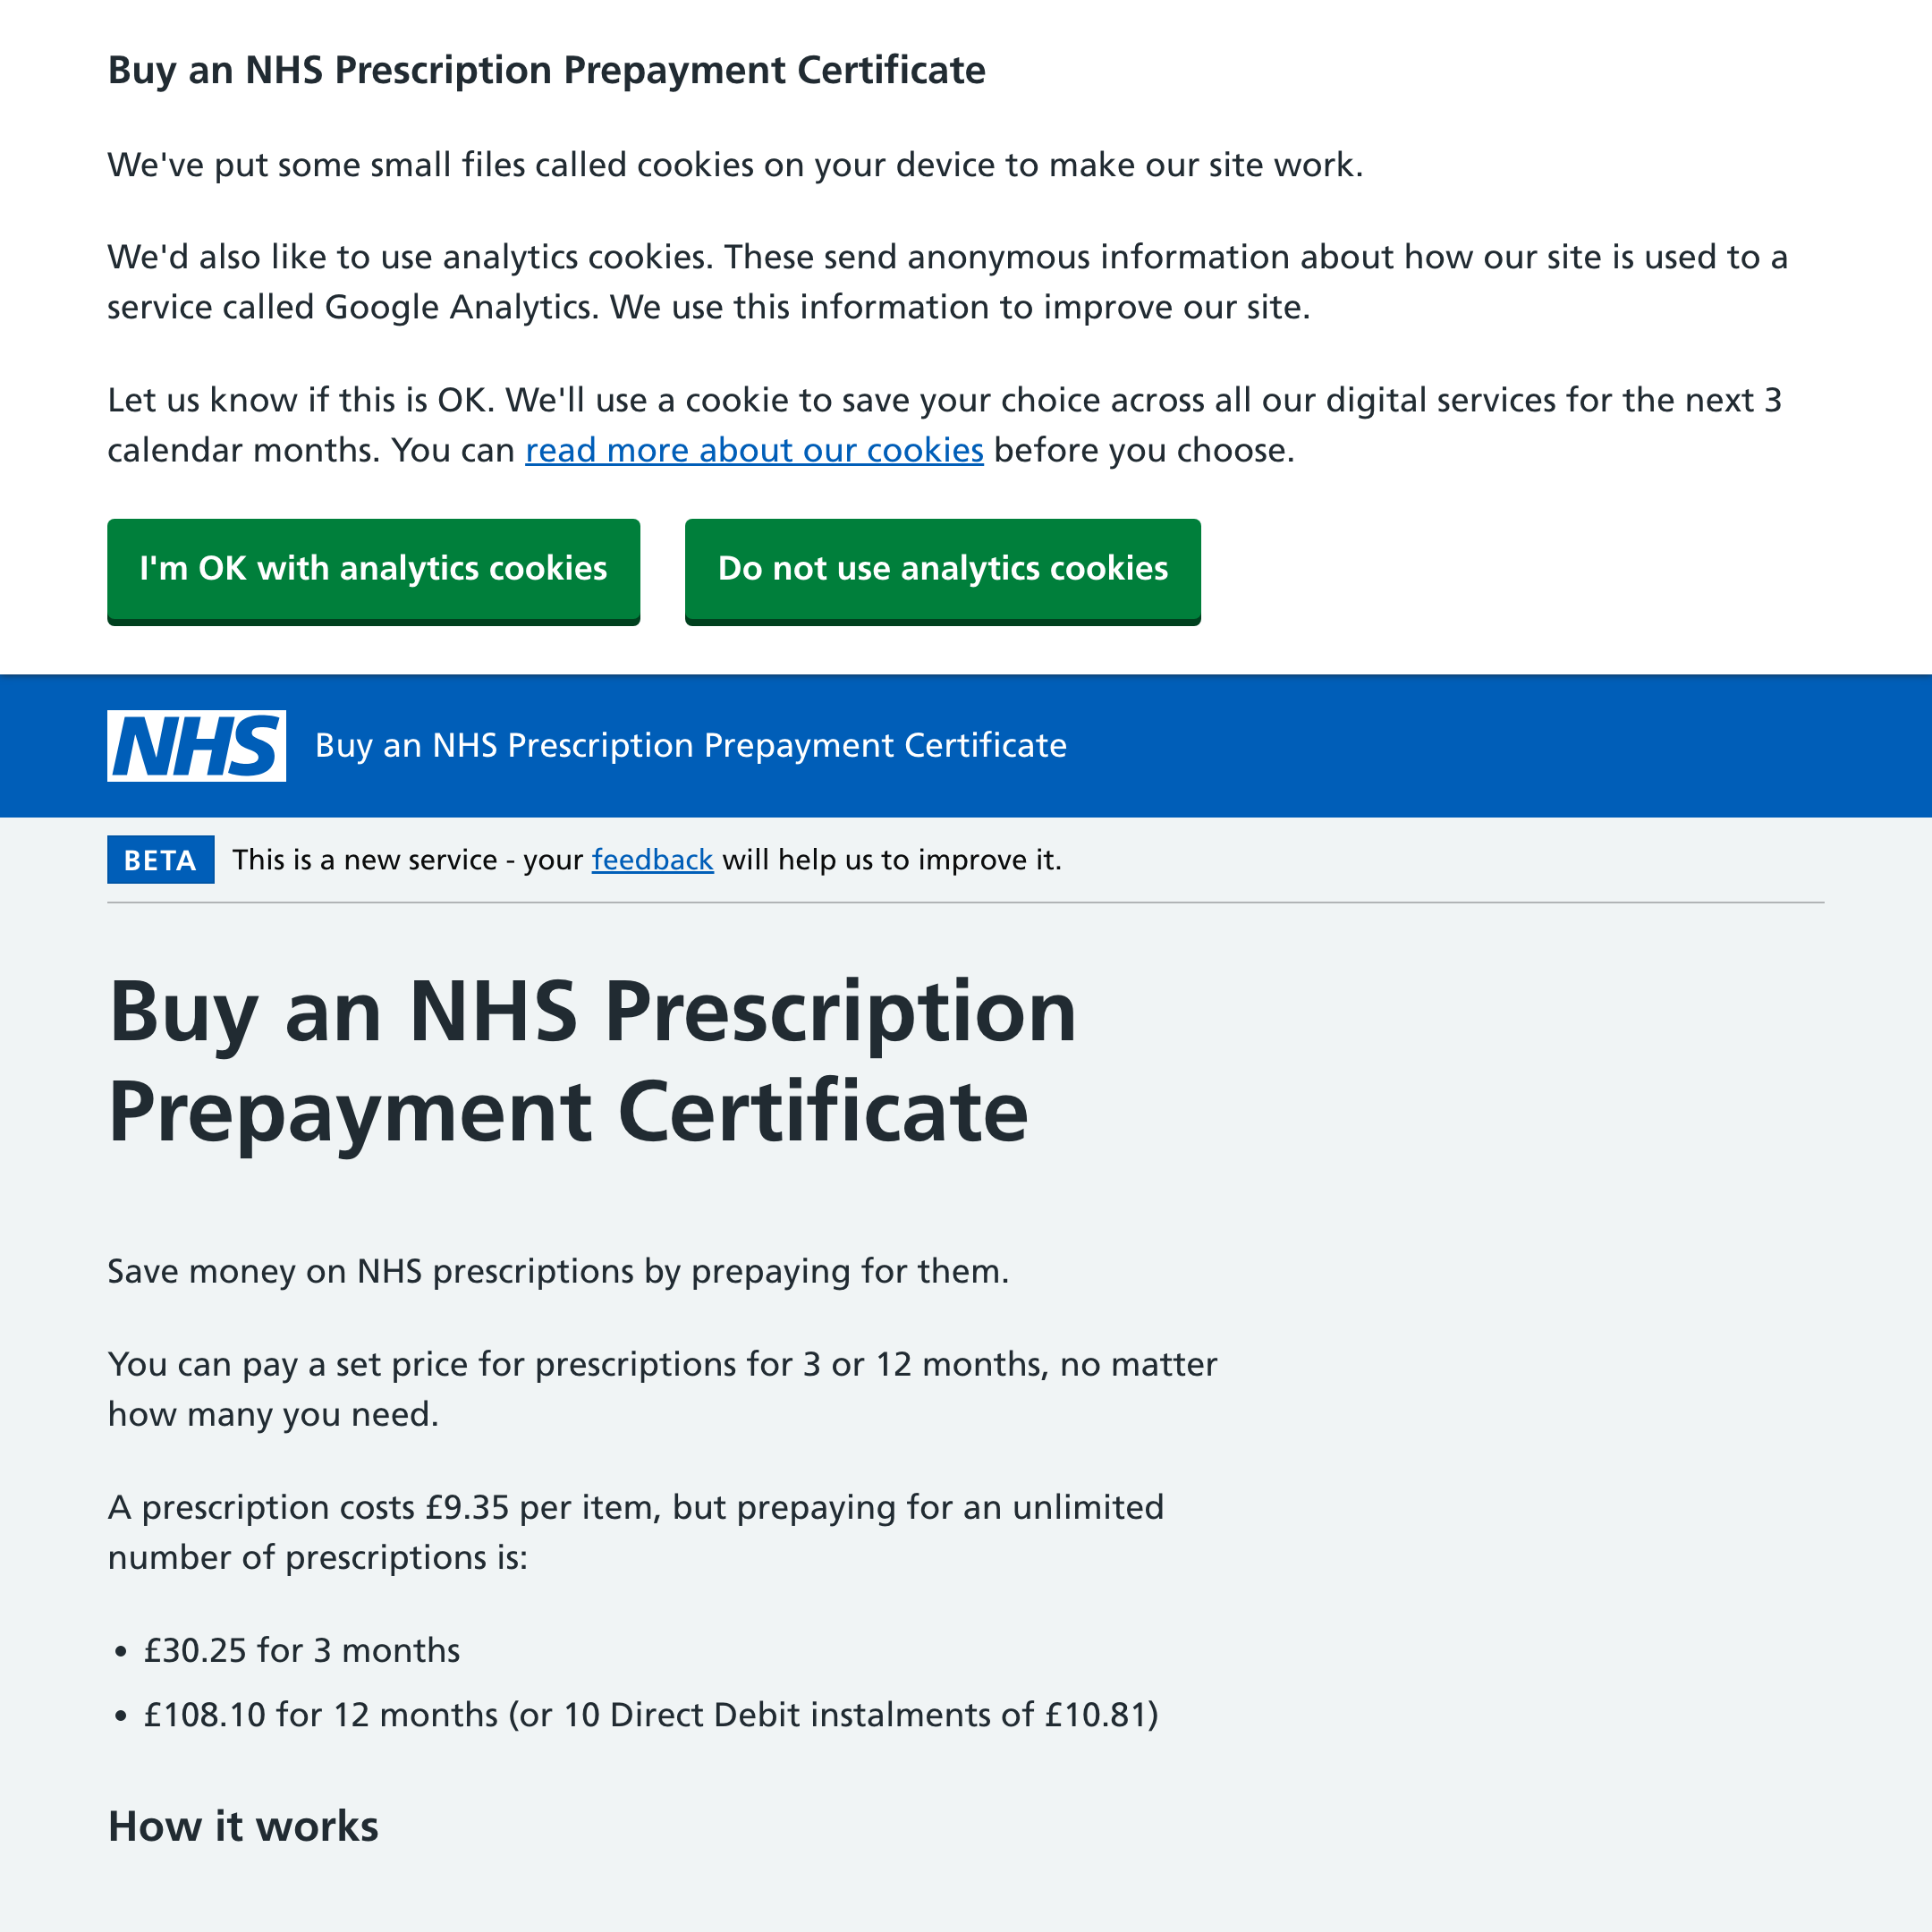 Buy an NHS Prescription Prepayment Certificate
We've put some small files called cookies on your device to make our site work.
We'd also like to use analytics cookies. These send anonymous information about how our site is used to a
service called Google Analytics. We use this information to improve our site.
Let us know if this is OK. We'll use a cookie to save your choice across all our digital services for the next 3
calendar months. You can read more about our cookies before you choose.
I'm OK with analytics cookies Do not use analytics cookies
NHS Buy an NHS Prescription Prepayment Certificate
BETA This is a new service - your feedback will help us to improve it.
Buy an NHS Prescription
Prepayment Certificate
Save money on NHS prescriptions by prepaying for them.
You can pay a set price for prescriptions for 3 or 12 months, no matter
how many you need.
A prescription costs £9.35 per item, but prepaying for an unlimited
number of prescriptions is:
• £30.25 for 3 months
• £108.10 for 12 months (or 10 Direct Debit instalments of £10.81)
How it works